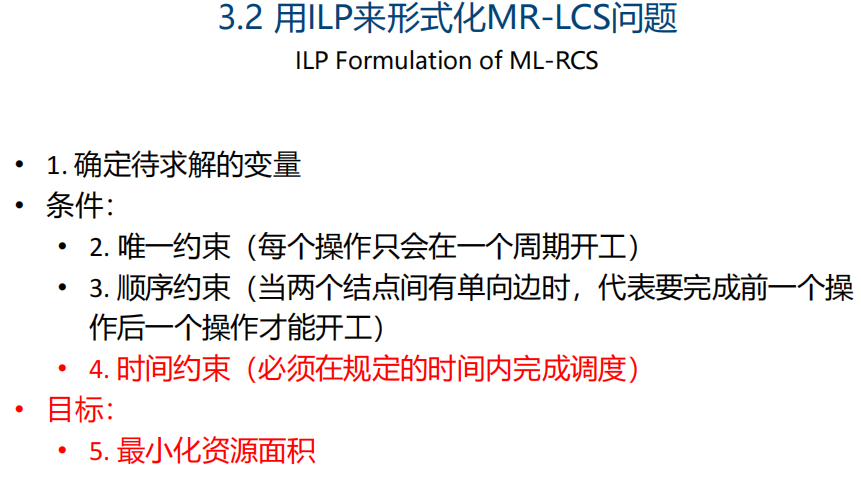 3.2 用ILP来形式化MR-LCS问题
ILP Formulation of ML-RCS
• 1. 确定待求解的变量
• 条件：
• 2. 唯一约束（每个操作只会在一个周期开工）
• 3. 顺序约束（当两个结点间有单向边时，代表要完成前一个操
作后一个操作才能开工）
• 4. 时间约束（必须在规定的时间内完成调度）
• 目标：
• 5. 最小化资源面积